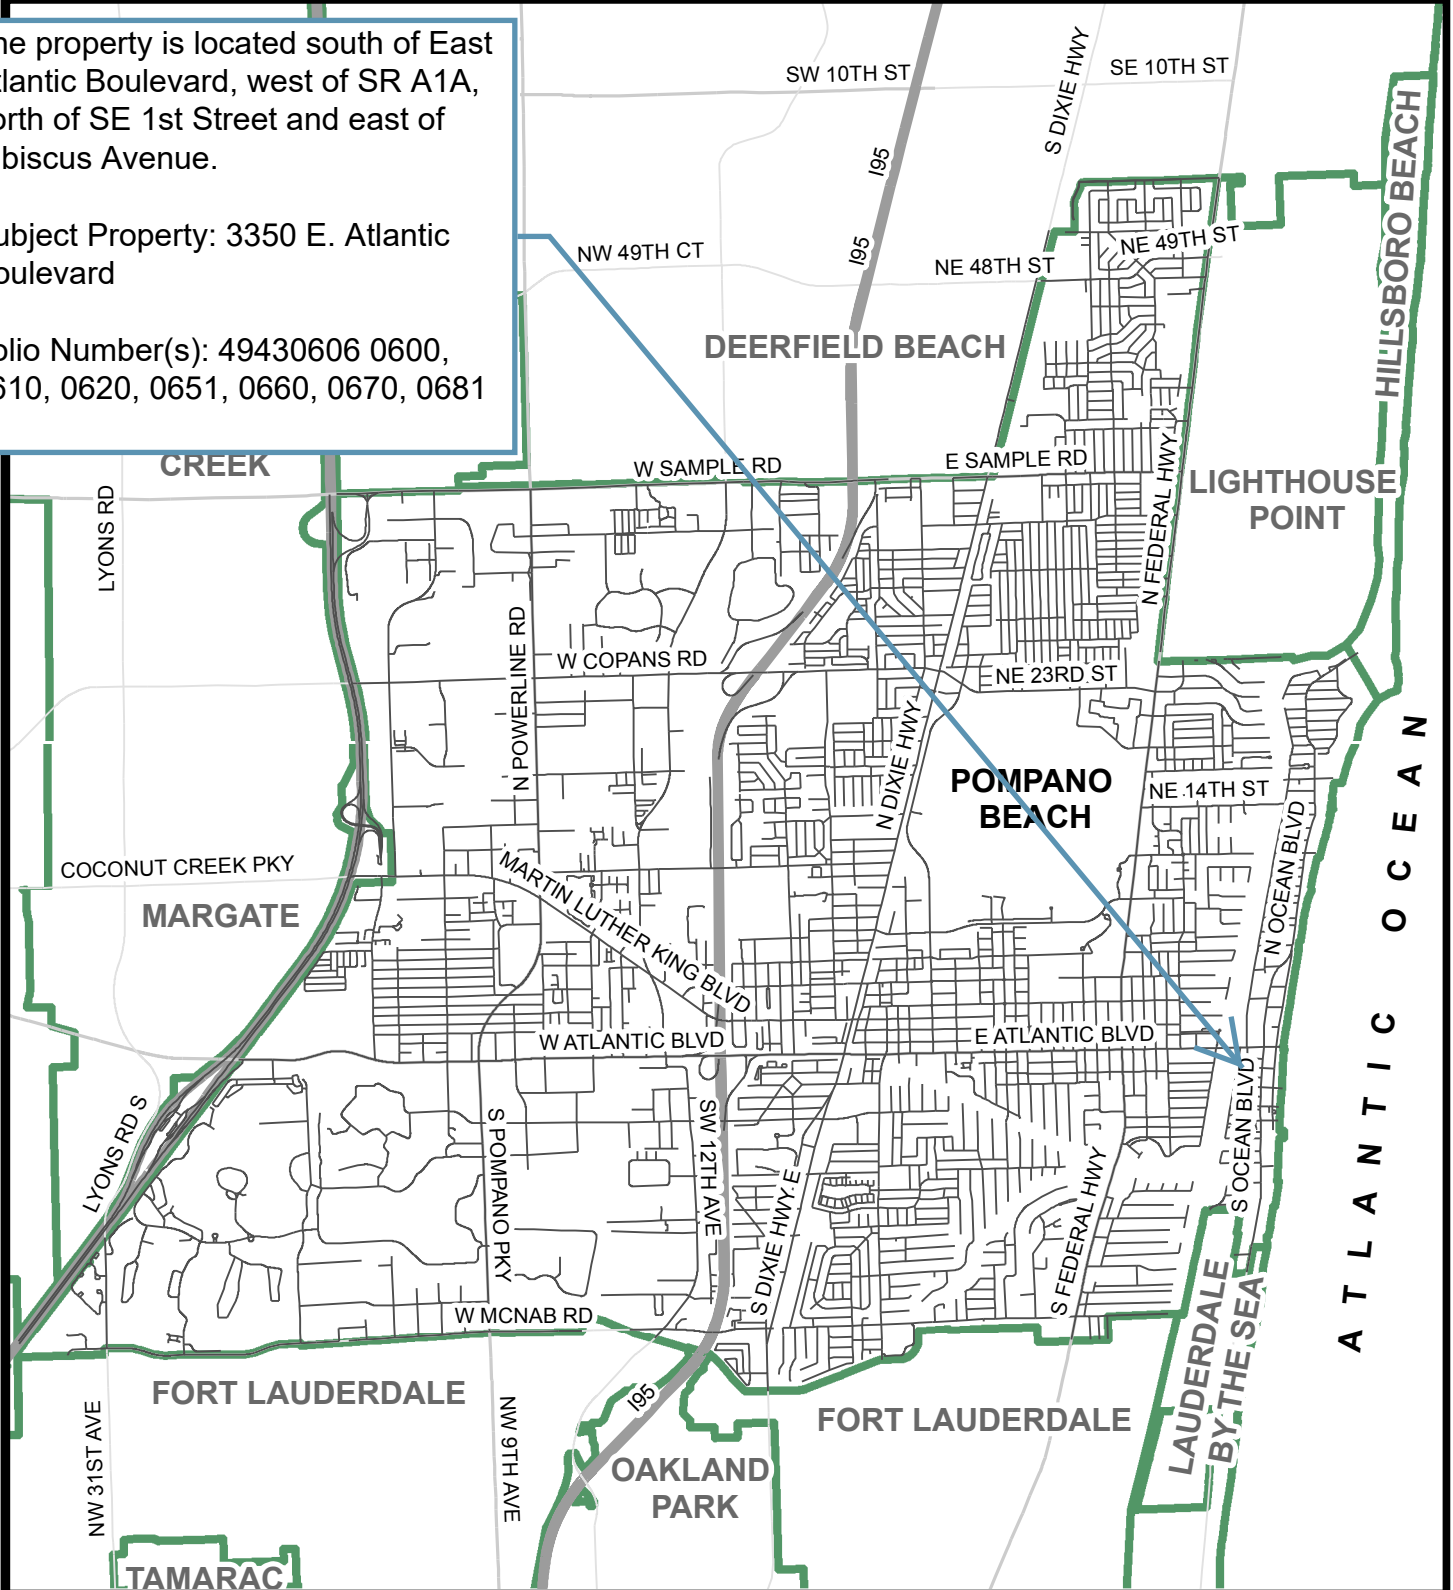 he property is located south of East
tlantic Boulevard, west of SR A1A,
orth of SE 1st Street and east of
ibiscus Avenue.
ubject Property: 3350 E. Atlantic
oulevard
olio Number(s): 49430606 0600,
610, 0620, 0651, 0660, 0670, 0681
SW 10TH ST
SE 10TH ST
S DIXIE HWY
I95
HILLSBORO BEACH
NW 49TH CT
I95
NE 48TH ST
NE 49TH ST
DEERFIELD BEACH
CREEK
W SAMPLE RD
E SAMPLE RD
LIGHTHOUSE
POINT
LYONS RD
N FEDERAL HWY
N POWERLINE RD
W COPANS RD
NE 23RD ST
N DIXIE HWY
POMPANO
BEACH
NE 14TH ST
N OCEAN BLVD
COCONUT CREEK PKY
MARGATE
MARTIN LUTHER KING BLVD
W ATLANTIC BLVD
E ATLANTIC BLVD
ATLANTIC OCEAN
LYONS RD S
S POMPANO PKY
SW 12TH AVE
S DIXIE HWY E
S FEDERAL HWY
S OCEAN BLVD
W MCNAB RD
LAUDERDALE
BY THE SEA
FORT LAUDERDALE
I95
FORT LAUDERDALE
NW 31ST AVE
NW 9TH AVE
OAKLAND
PARK
TAMARAC